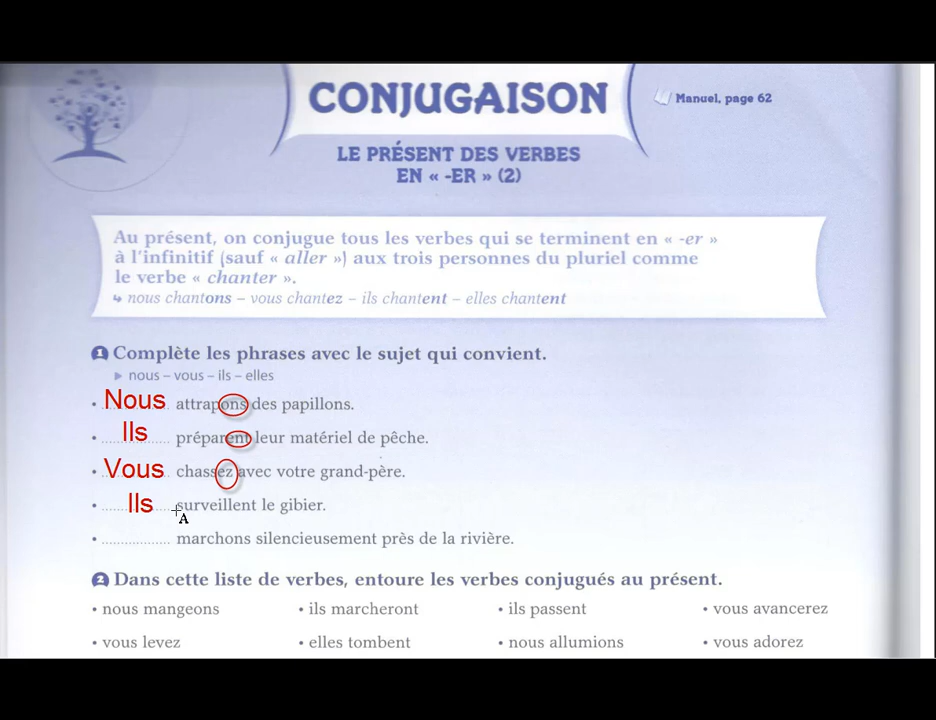 CONJUGAISON
Manuel, page 62
LE PRÉSENT DES VERBES
EN « -ER » (2)
Au présent, on conjugue tous les verbes qui se terminent en « -er »
à l'infinitif (sauf « aller ») aux trois personnes du pluriel comme
le verbe « chanter ».
↳ nous chantons – vous chantez – ils chantent – elles chantent
1 Complète les phrases avec le sujet qui convient.
▶ nous – vous – ils – elles
• Nous attrapons des papillons.
• Ils préparent leur matériel de pêche.
• Vous chassez avec votre grand-père.
• Ils surveillent le gibier.
• .................. marchons silencieusement près de la rivière.
2 Dans cette liste de verbes, entoure les verbes conjugués au présent.
• nous mangeons • ils marcheront • ils passent • vous avancerez
• vous levez • elles tombent • nous allumions • vous adorez